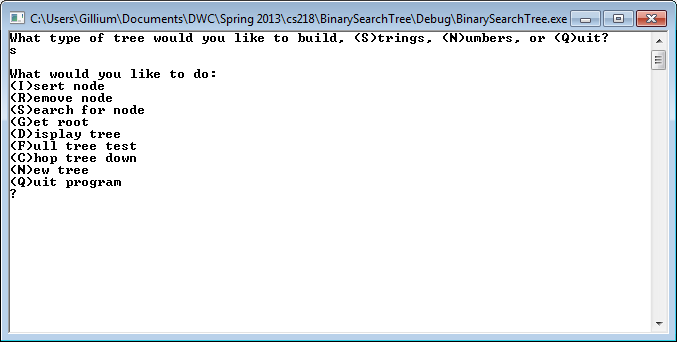 C:\Users\Gillium\Documents\DWC\Spring 2013\cs218\BinarySearchTree\Debug\BinarySearchTree.exe
What type of tree would you like to build, (S)trings, (N)umbers, or (Q)uit?
s
What would you like to do:
(I)sert node
(R)emove node
(S)earch for node
(G)et root
(D)isplay tree
(F)ull tree test
(C)hop tree down
(N)ew tree
(Q)uit program
?